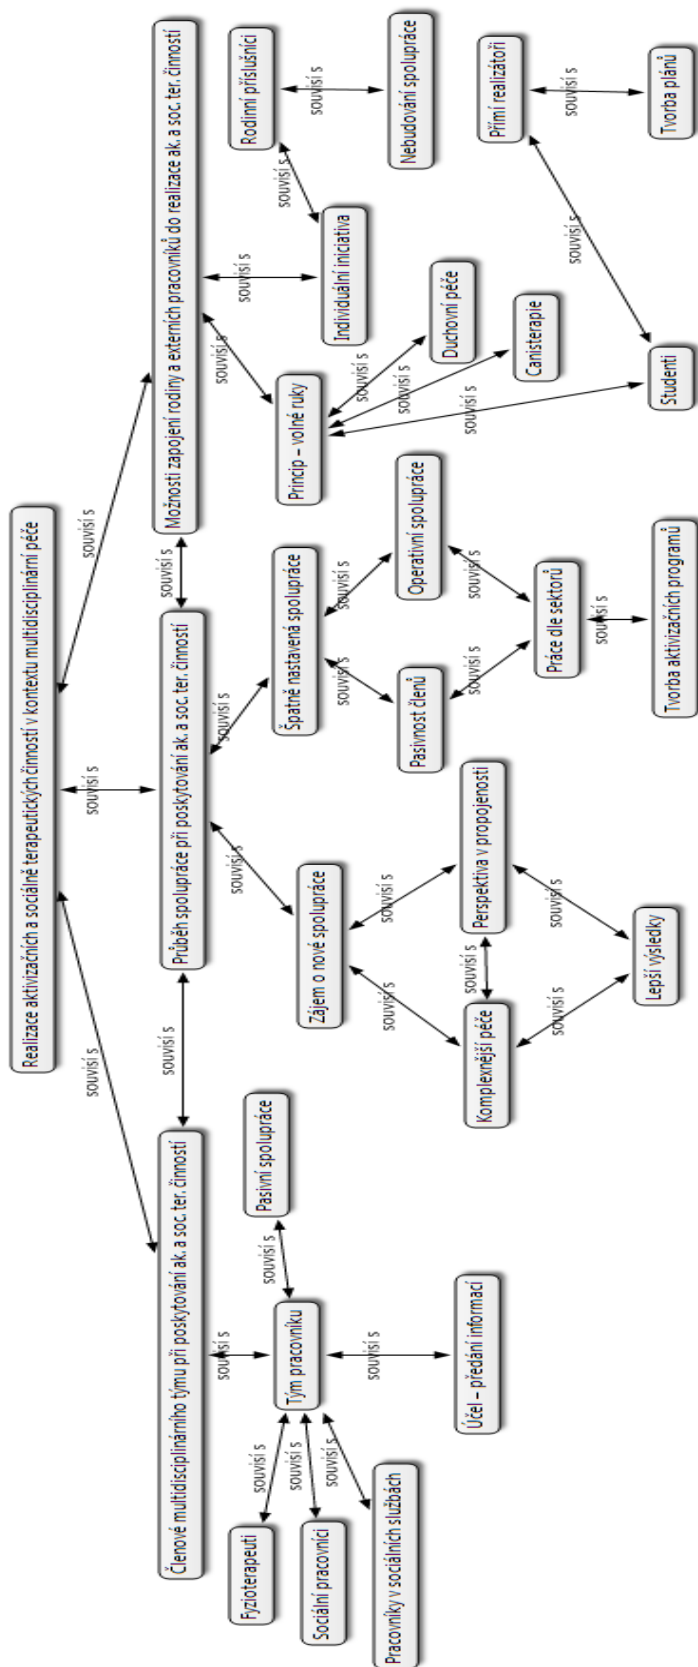 Realizace aktivizačních a sociálně terapeutických činností v kontextu multidisciplinární péče
souvisí s
souvisí s
souvisí s
Členové multidisciplinárního týmu při poskytování ak. a soc. ter. činností
souvisí s
Průběh spolupráce při poskytování ak. a soc. ter. činností
souvisí s
Možnosti zapojení rodiny a externích pracovníků do realizace ak. a soc. ter. činností
souvisí s
souvisí s
souvisí s
souvisí s
souvisí s
Fyzioterapeuti
souvisí s
Tým pracovníku
souvisí s
Pasivní spolupráce
Sociální pracovníci
souvisí s
Pracovníky v sociálních službách
souvisí s
souvisí s
Účel – předání informací
Zájem o nové spolupráce
souvisí s
souvisí s
Komplexnější péče
souvisí s
Perspektiva v propojenosti
souvisí s
souvisí s
Lepší výsledky
Špatně nastavená spolupráce
souvisí s
souvisí s
Pasivnost členů
Operativní spolupráce
souvisí s
souvisí s
Práce dle sektorů
souvisí s
Tvorba aktivizačních programů
Princip – volné ruky
souvisí s
souvisí s
souvisí s
Duchovní péče
Canisterapie
Studenti
Individuální iniciativa
souvisí s
Rodinní příslušníci
souvisí s
Nebudování spolupráce
souvisí s
Přímí realizátoři
souvisí s
Tvorba plánů